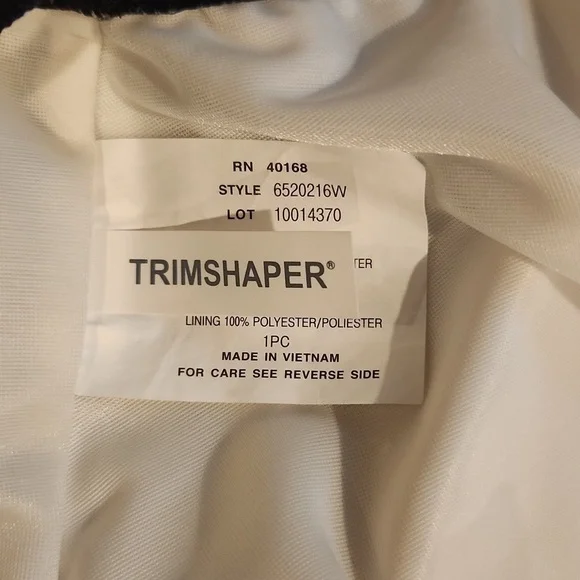 RN 40168
STYLE 6520216W
LOT 10014370
TER
TRIMSHAPER®
LINING 100% POLYESTER/POLIESTER
1PC
MADE IN VIETNAM
FOR CARE SEE REVERSE SIDE